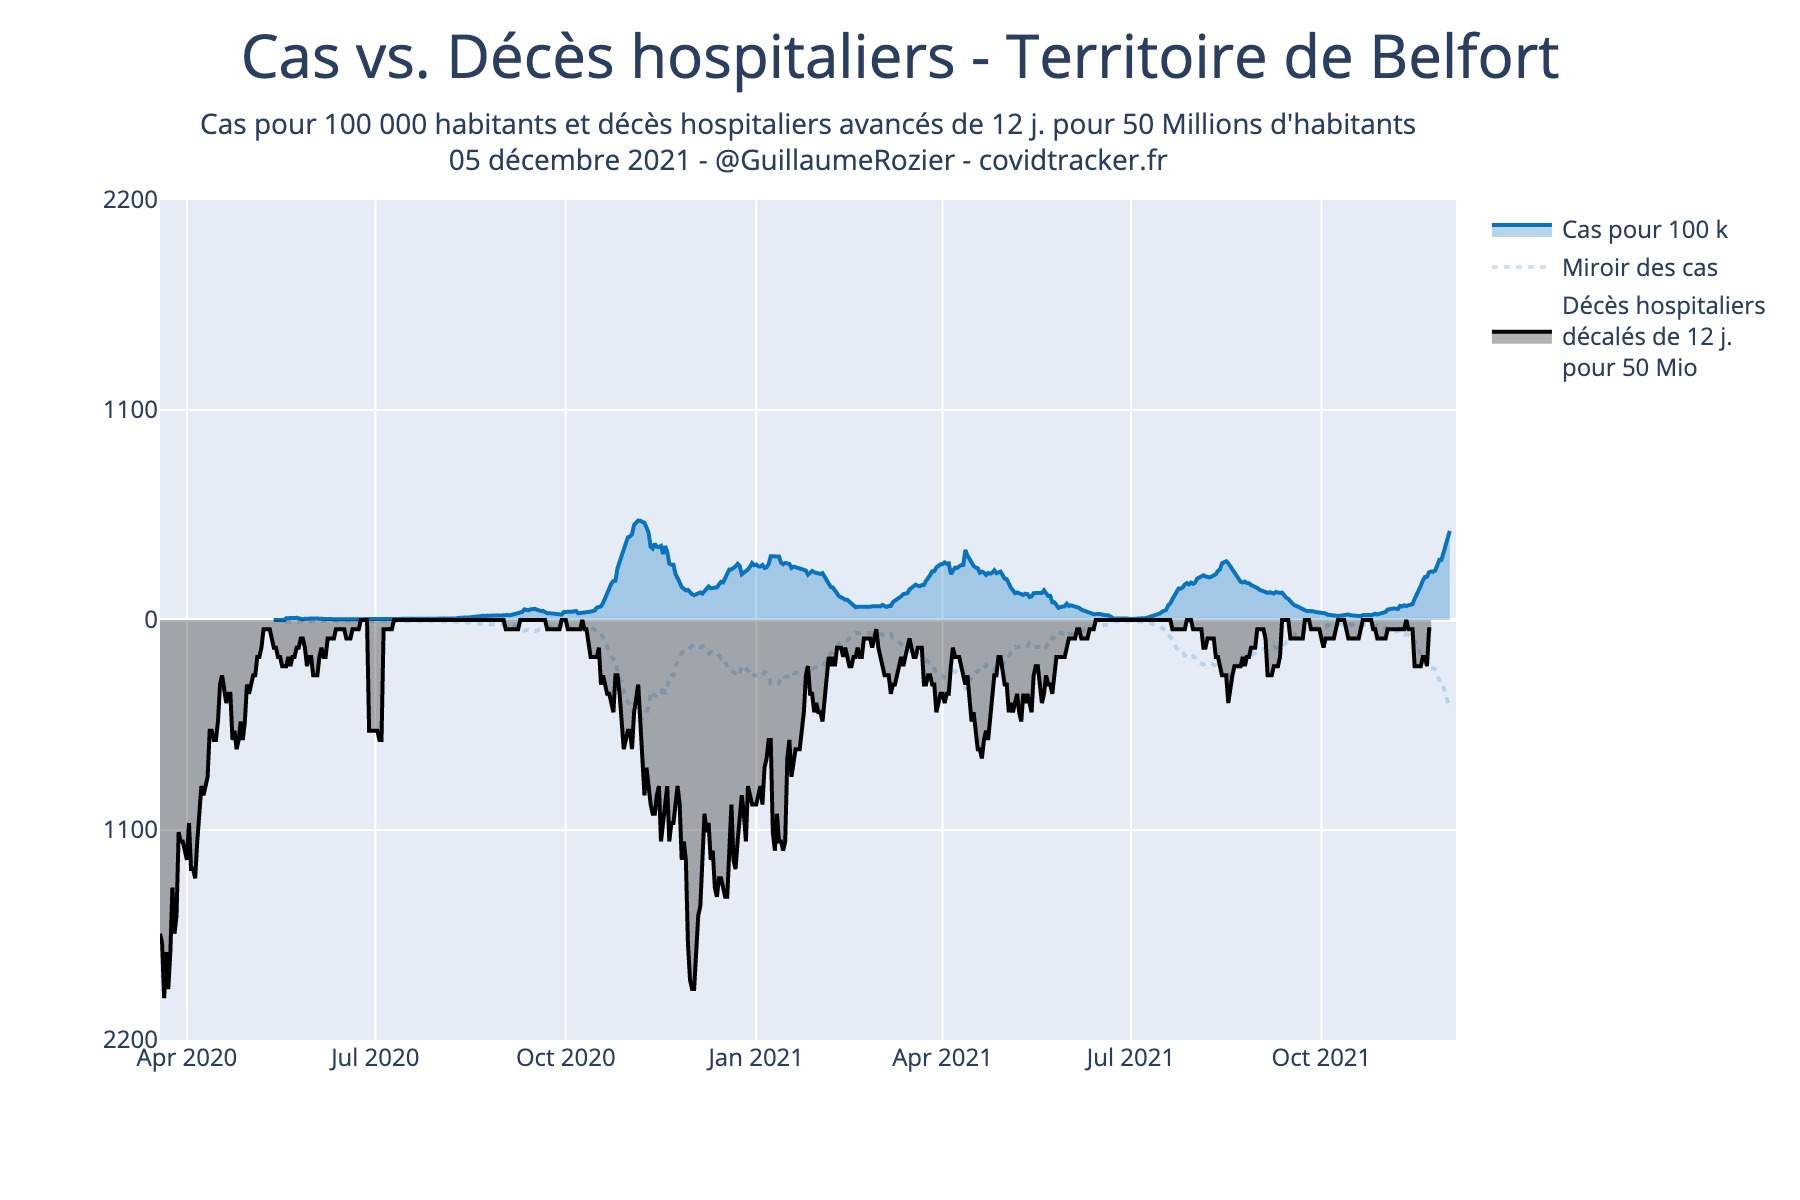 Cas vs. Décès hospitaliers - Territoire de Belfort
Cas pour 100 000 habitants et décès hospitaliers avancés de 12 j. pour 50 Millions d'habitants
05 décembre 2021 - @GuillaumeRozier - covidtracker.fr
2200
1100
0
1100
2200
Apr 2020
Jul 2020
Oct 2020
Jan 2021
Apr 2021
Jul 2021
Oct 2021
Cas pour 100 k
Miroir des cas
Décès hospitaliers
décalés de 12 j.
pour 50 Mio